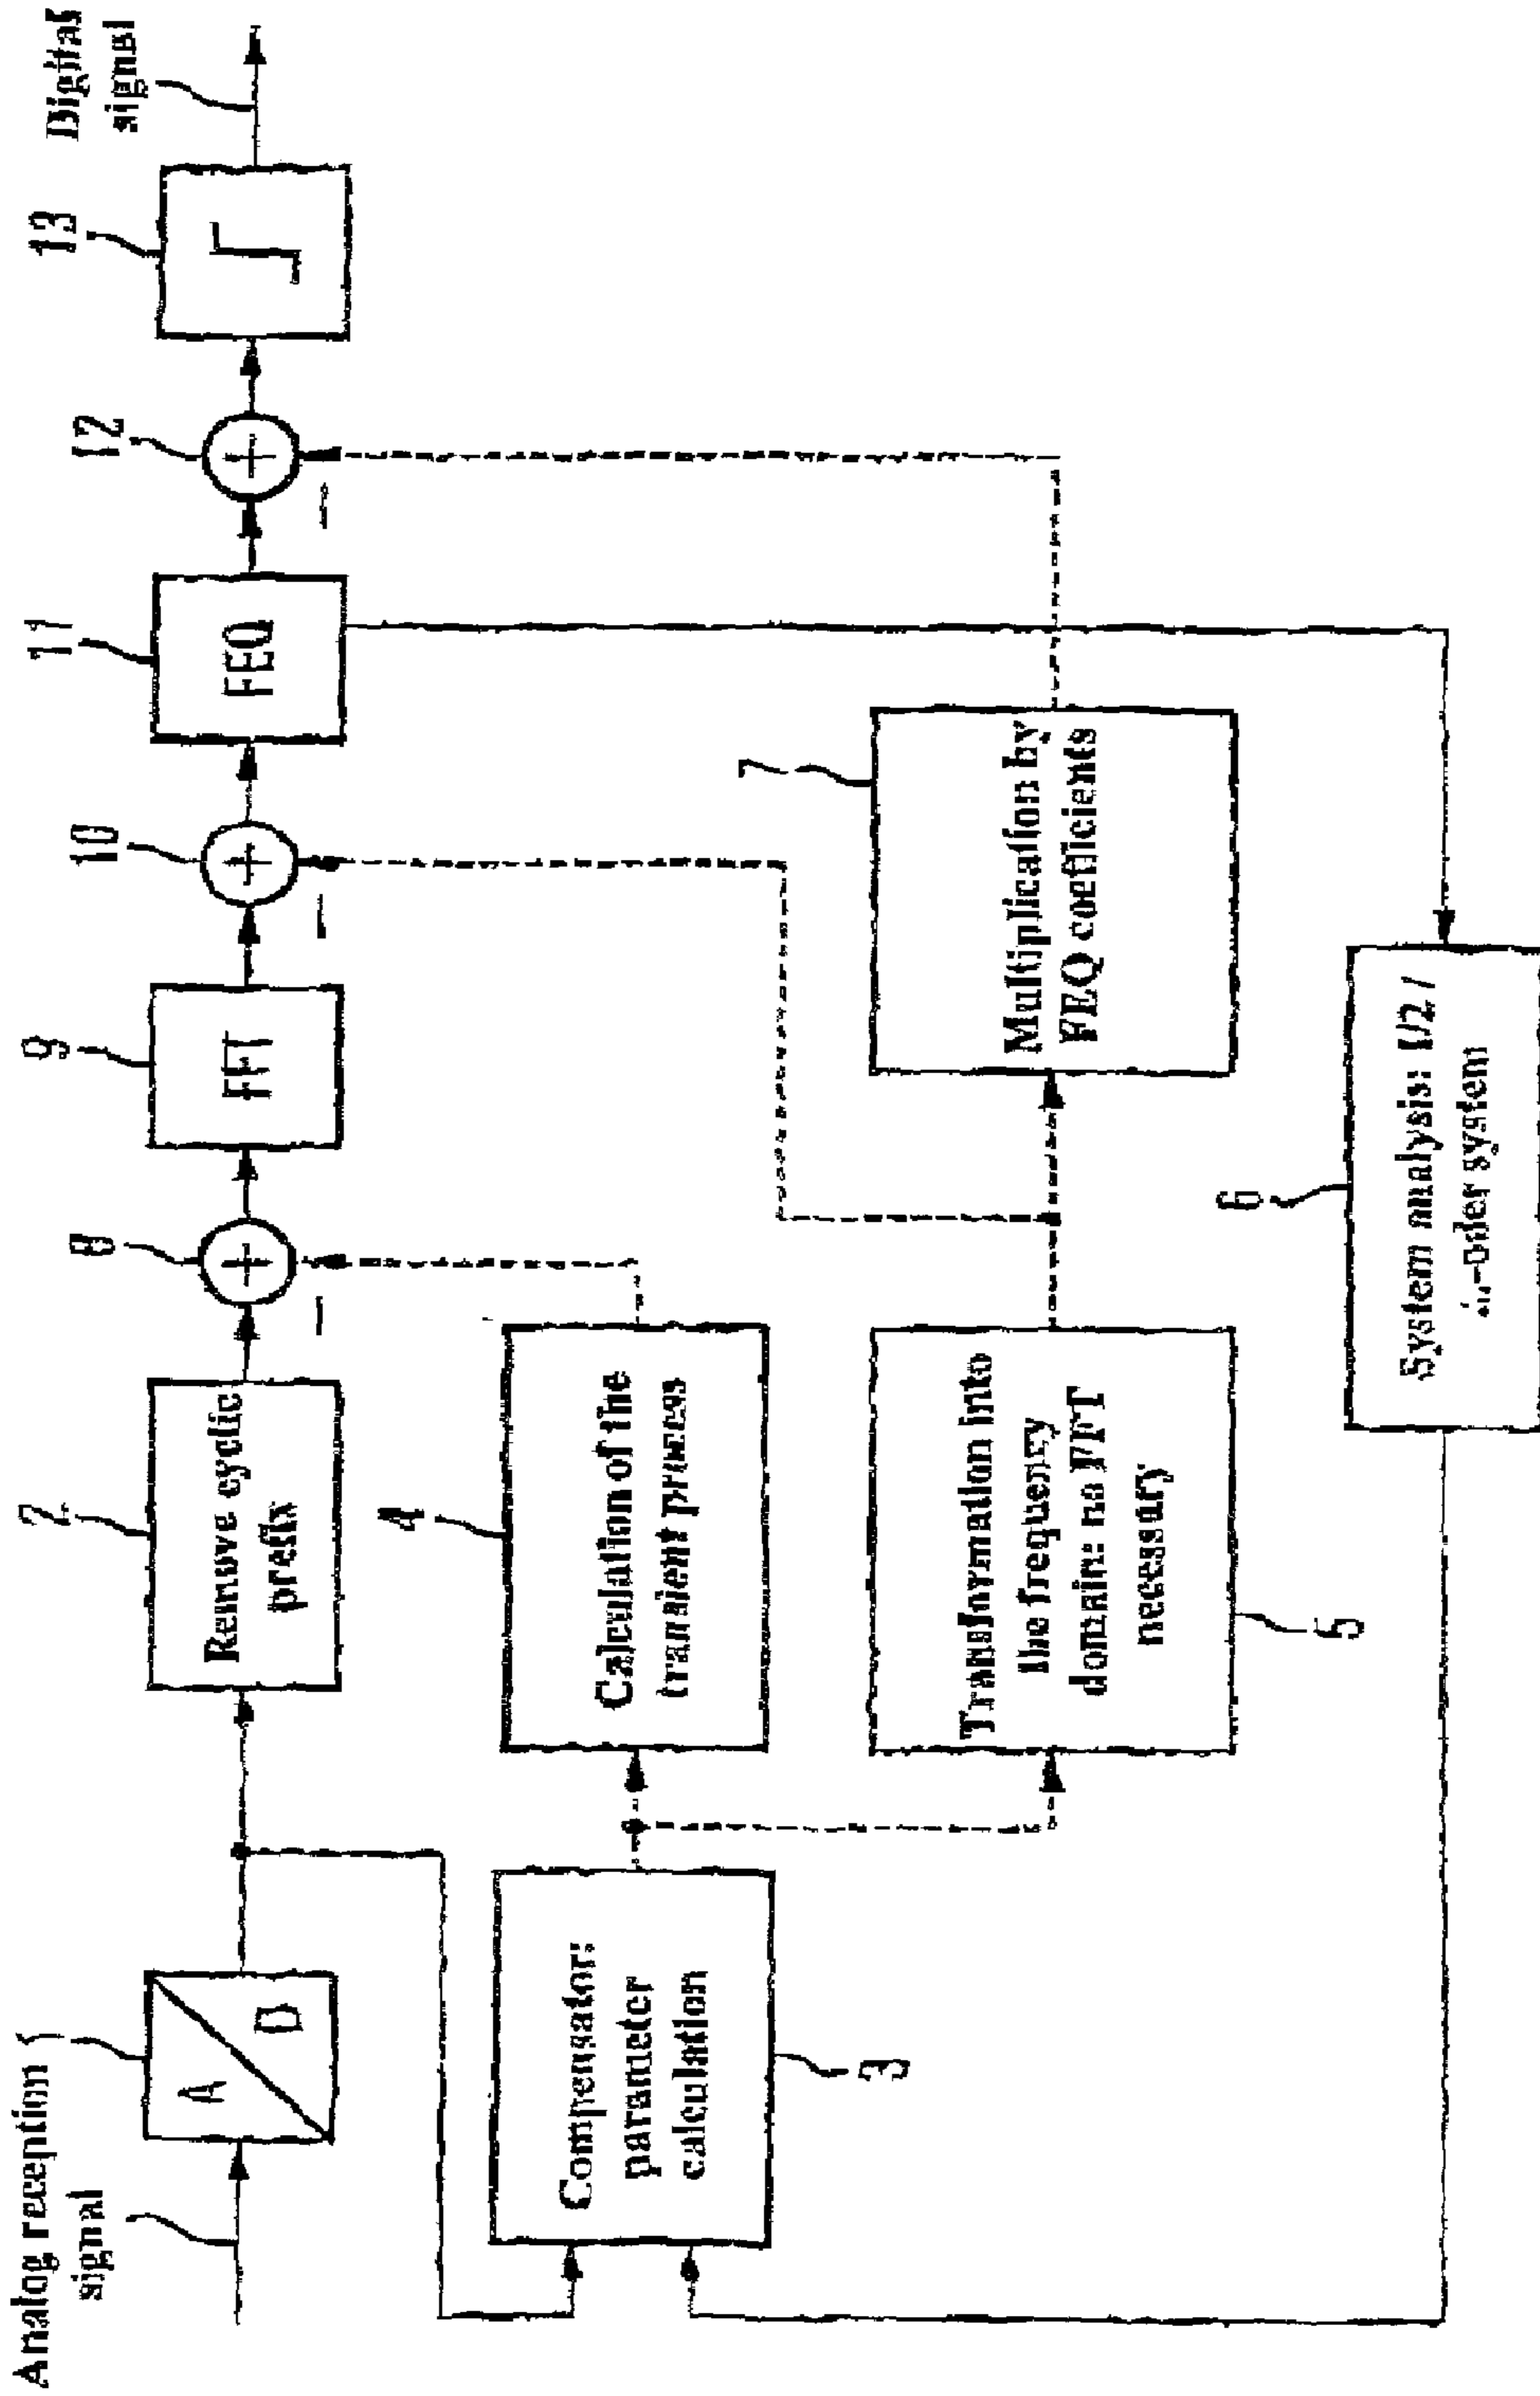 Analog reception
signal
1
A
D
2
Remove cyclic
prefix
8
+
9
FFT
10
+
11
FEQ
12
+
13
Digital
signal
Compensator:
parameter
calculation
3
4
Calculation of the
transient process
Transformation into
the frequency
domain: no FFT
necessary
5
7
Multiplication by
FEQ coefficients
6
System analysis:
system